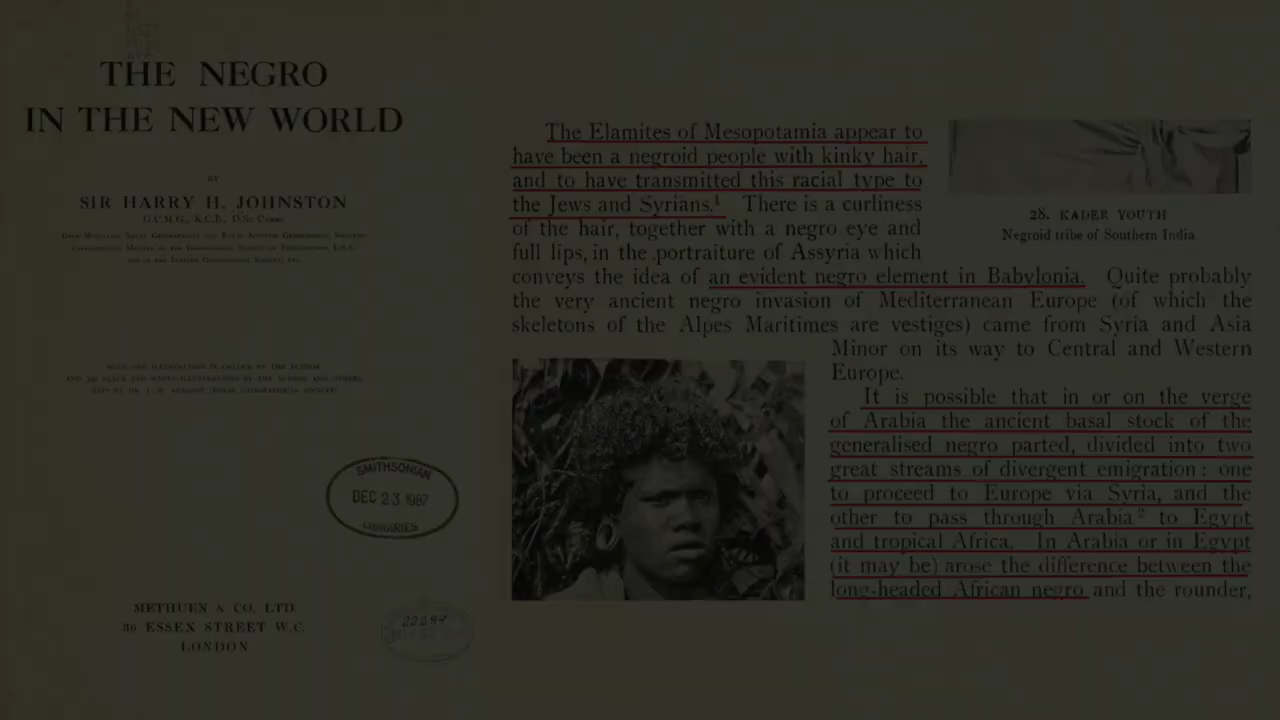 THE NEGRO
IN THE NEW WORLD
BY
SIR HARRY H. JOHNSTON
METHUEN & CO. LTD.
36 ESSEX STREET W.C.
LONDON
SMITHSONIAN
DEC 23 1987
LIBRARIES
The Elamites of Mesopotamia appear to
have been a negroid people with kinky hair,
and to have transmitted this racial type to
the Jews and Syrians.¹ There is a curliness
of the hair, together with a negro eye and
full lips, in the portraiture of Assyria which
conveys the idea of an evident negro element in Babylonia. Quite probably
the very ancient negro invasion of Mediterranean Europe (of which the
skeletons of the Alpes Maritimes are vestiges) came from Syria and Asia
Minor on its way to Central and Western
Europe.
It is possible that in or on the verge
of Arabia the ancient basal stock of the
generalised negro parted, divided into two
great streams of divergent emigration: one
to proceed to Europe via Syria, and the
other to pass through Arabia² to Egypt
and tropical Africa. In Arabia or in Egypt
(it may be) arose the difference between the
long-headed African negro and the rounder,
28. KADER YOUTH
Negroid tribe of Southern India